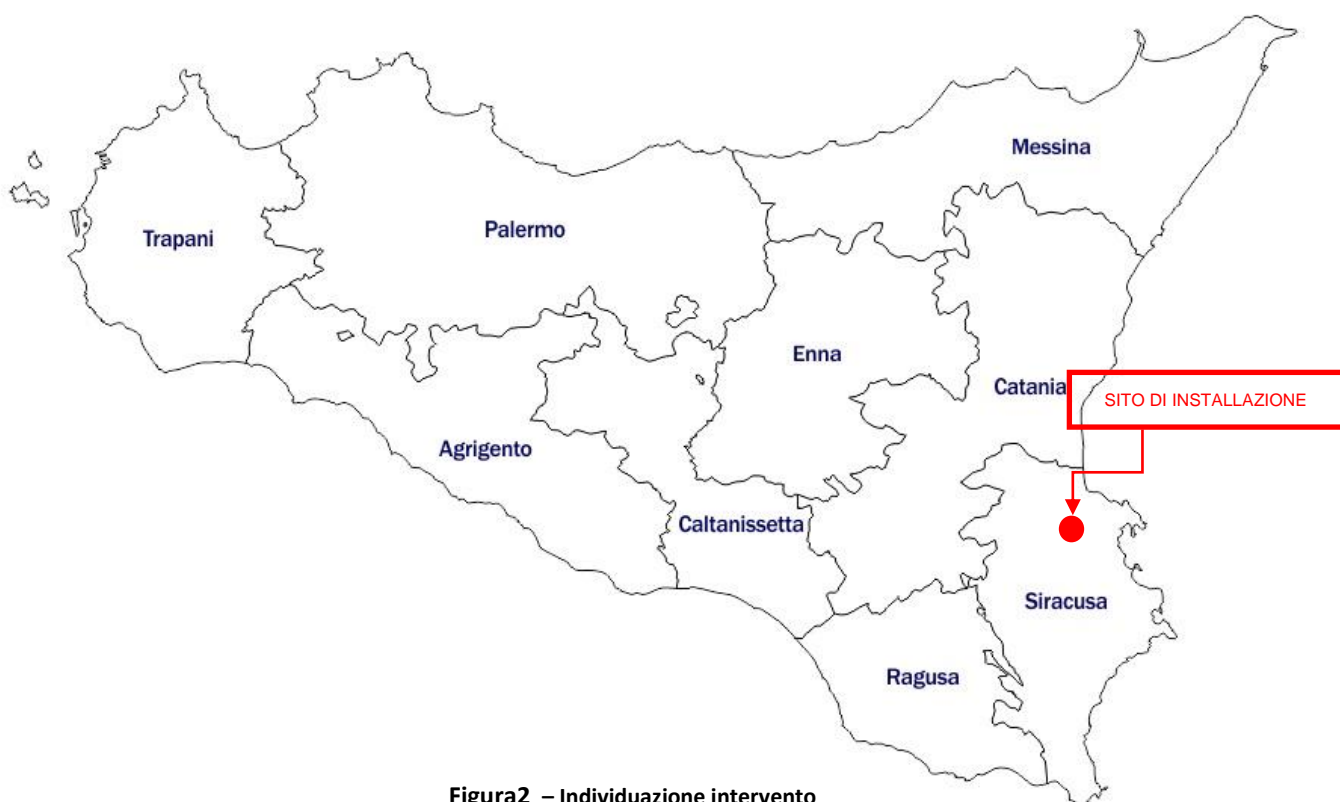 Messina
Palermo
Trapani
Enna
Catania
SITO DI INSTALLAZIONE
Agrigento
Caltanissetta
Siracusa
Ragusa
Figura2 – Individuazione intervento